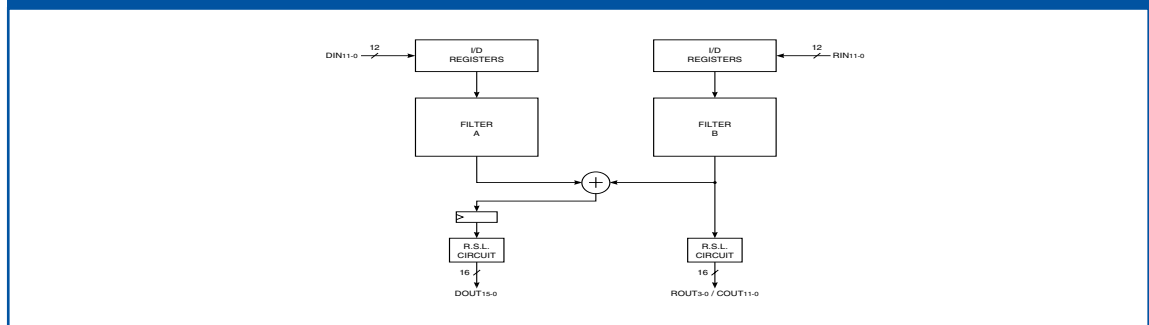 DIN11-0
12
I/D
REGISTERS
I/D
REGISTERS
12
RIN11-0
FILTER
A
FILTER
B
R.S.L.
CIRCUIT
R.S.L.
CIRCUIT
16
16
DOUT15-0
ROUT3-0 / COUT11-0